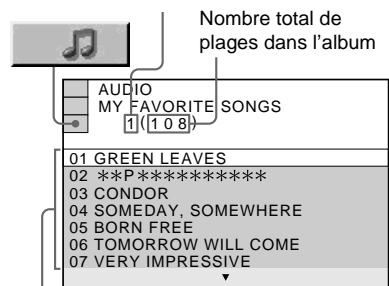 Nombre total de
plages dans l'album
AUDIO
MY FAVORITE SONGS
1(108)
01 GREEN LEAVES
02 **P**********
03 CONDOR
04 SOMEDAY, SOMEWHERE
05 BORN FREE
06 TOMORROW WILL COME
07 VERY IMPRESSIVE